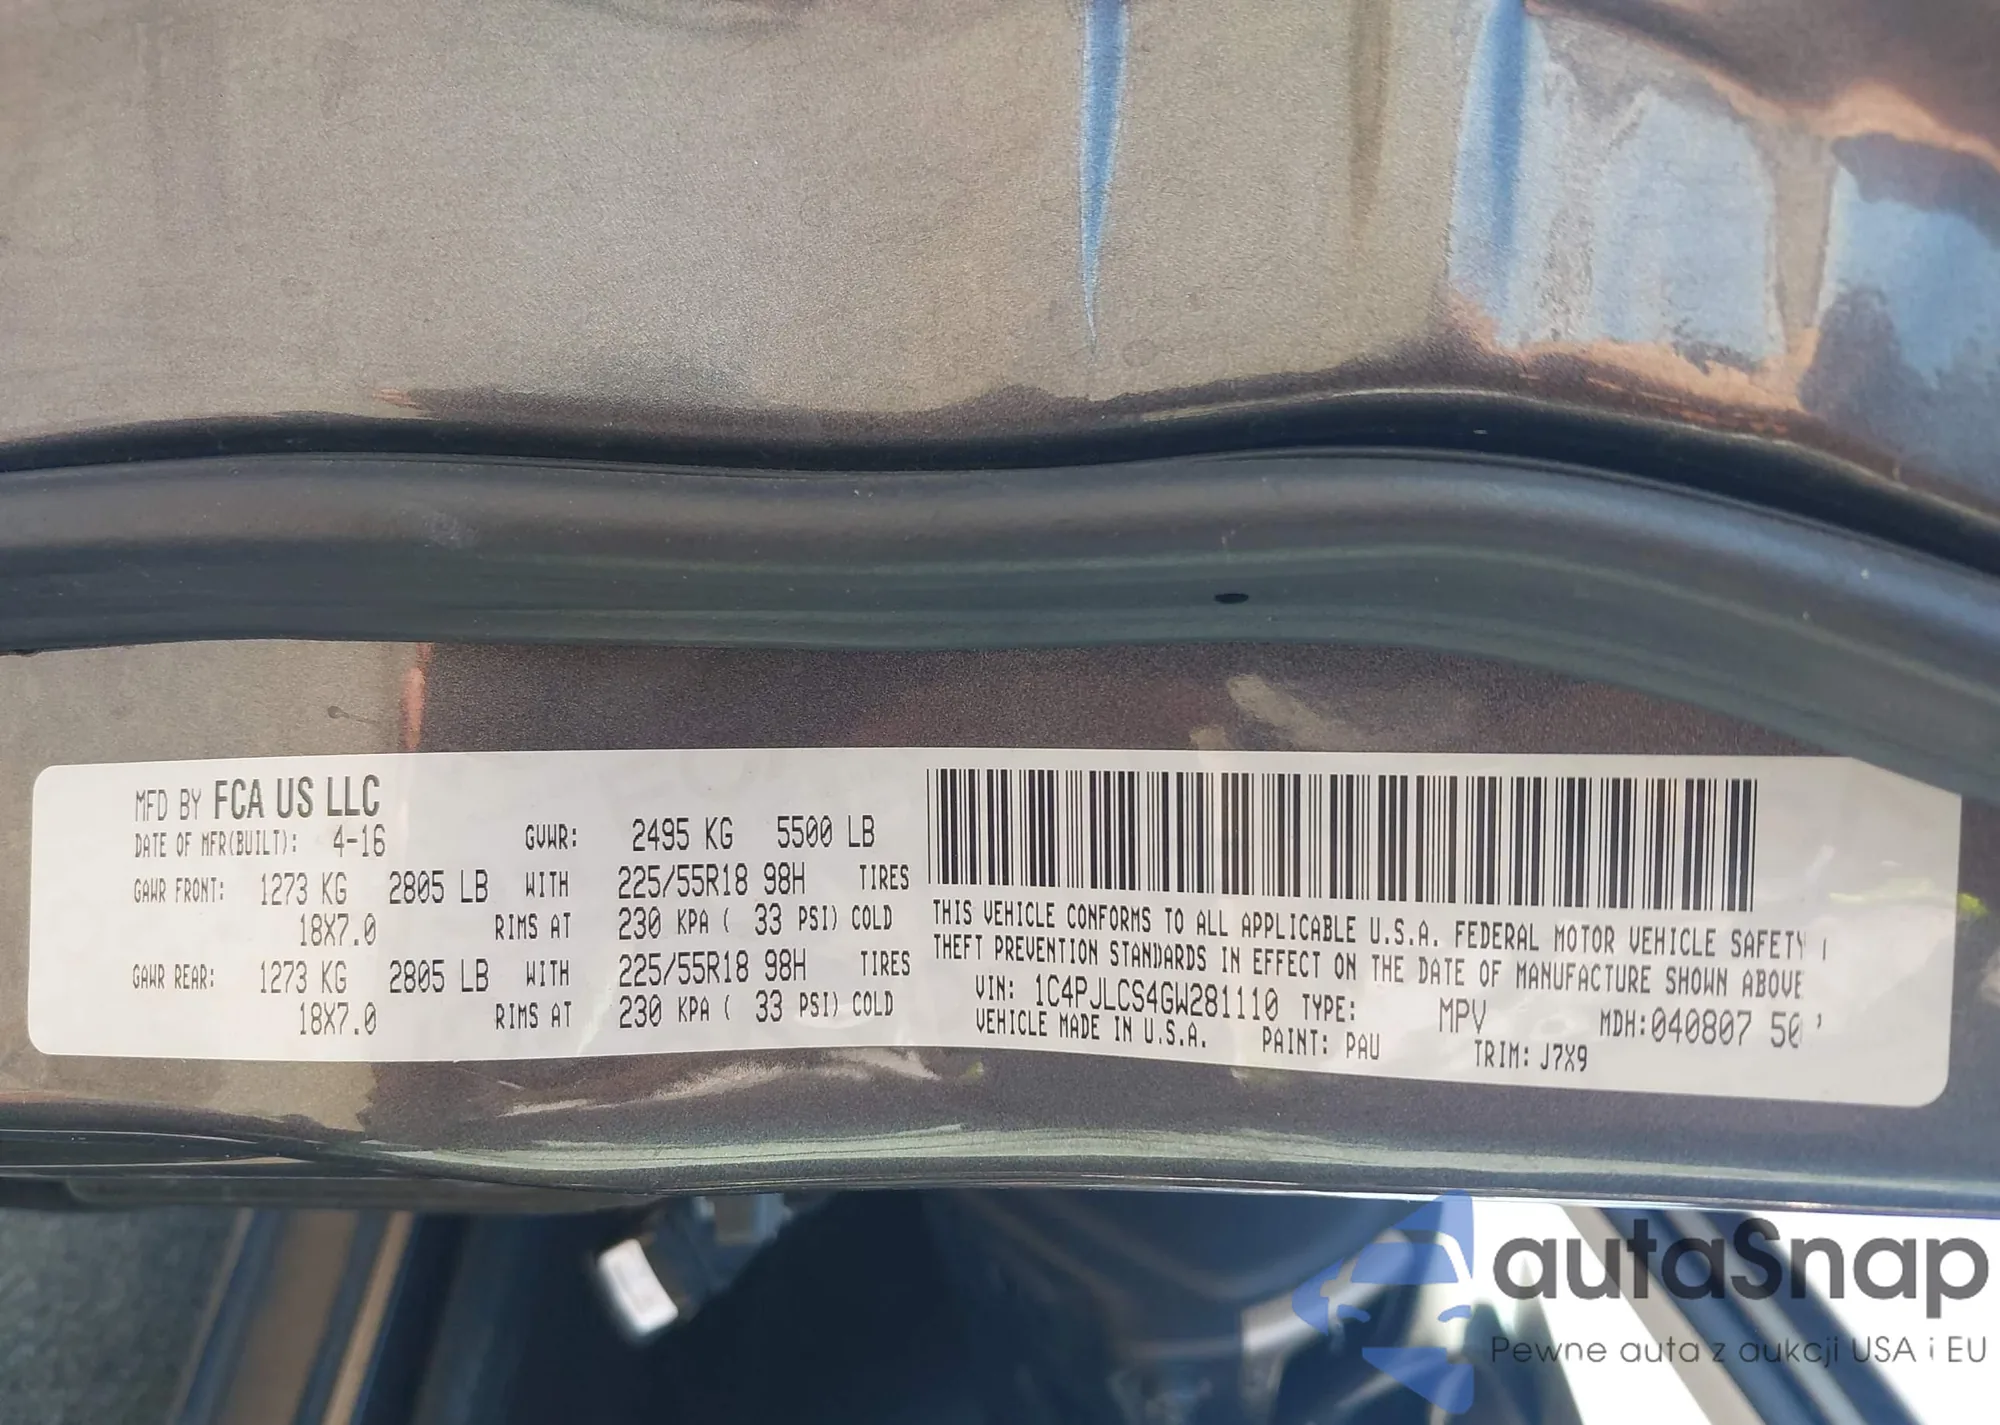 MFD BY FCA US LLC
DATE OF MFR(BUILT): 4-16 GVWR: 2495 KG 5500 LB
GAWR FRONT: 1273 KG 2805 LB WITH 225/55R18 98H TIRES
18X7.0 RIMS AT 230 KPA ( 33 PSI) COLD
GAWR REAR: 1273 KG 2805 LB WITH 225/55R18 98H TIRES
18X7.0 RIMS AT 230 KPA ( 33 PSI) COLD
THIS VEHICLE CONFORMS TO ALL APPLICABLE U.S.A. FEDERAL MOTOR VEHICLE SAFETY
THEFT PREVENTION STANDARDS IN EFFECT ON THE DATE OF MANUFACTURE SHOWN ABOVE
VIN: 1C4PJLCS4GW281110 TYPE: MPV MDH:040807 50
VEHICLE MADE IN U.S.A. PAINT: PAU TRIM: J7X9
autaSnap
Pewne auta z aukcji USA i EU